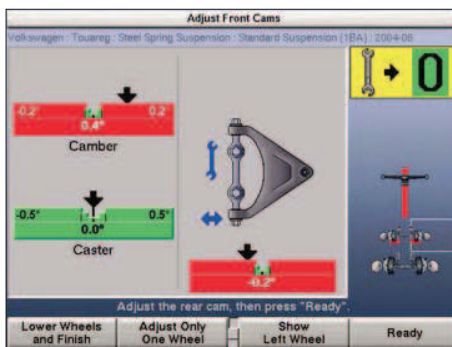 Adjust Front Cams
Volkswagen : Touareg : Steel Spring Suspension : Standard Suspension (1BA) : 2004-08
0
-0.2° 0.2
0.4°
Camber
-0.5° 0.5°
0.0°
Caster
-0.2°
Adjust the rear cam, then press "Ready".
Lower Wheels and Finish
Adjust Only One Wheel
Show Left Wheel
Ready